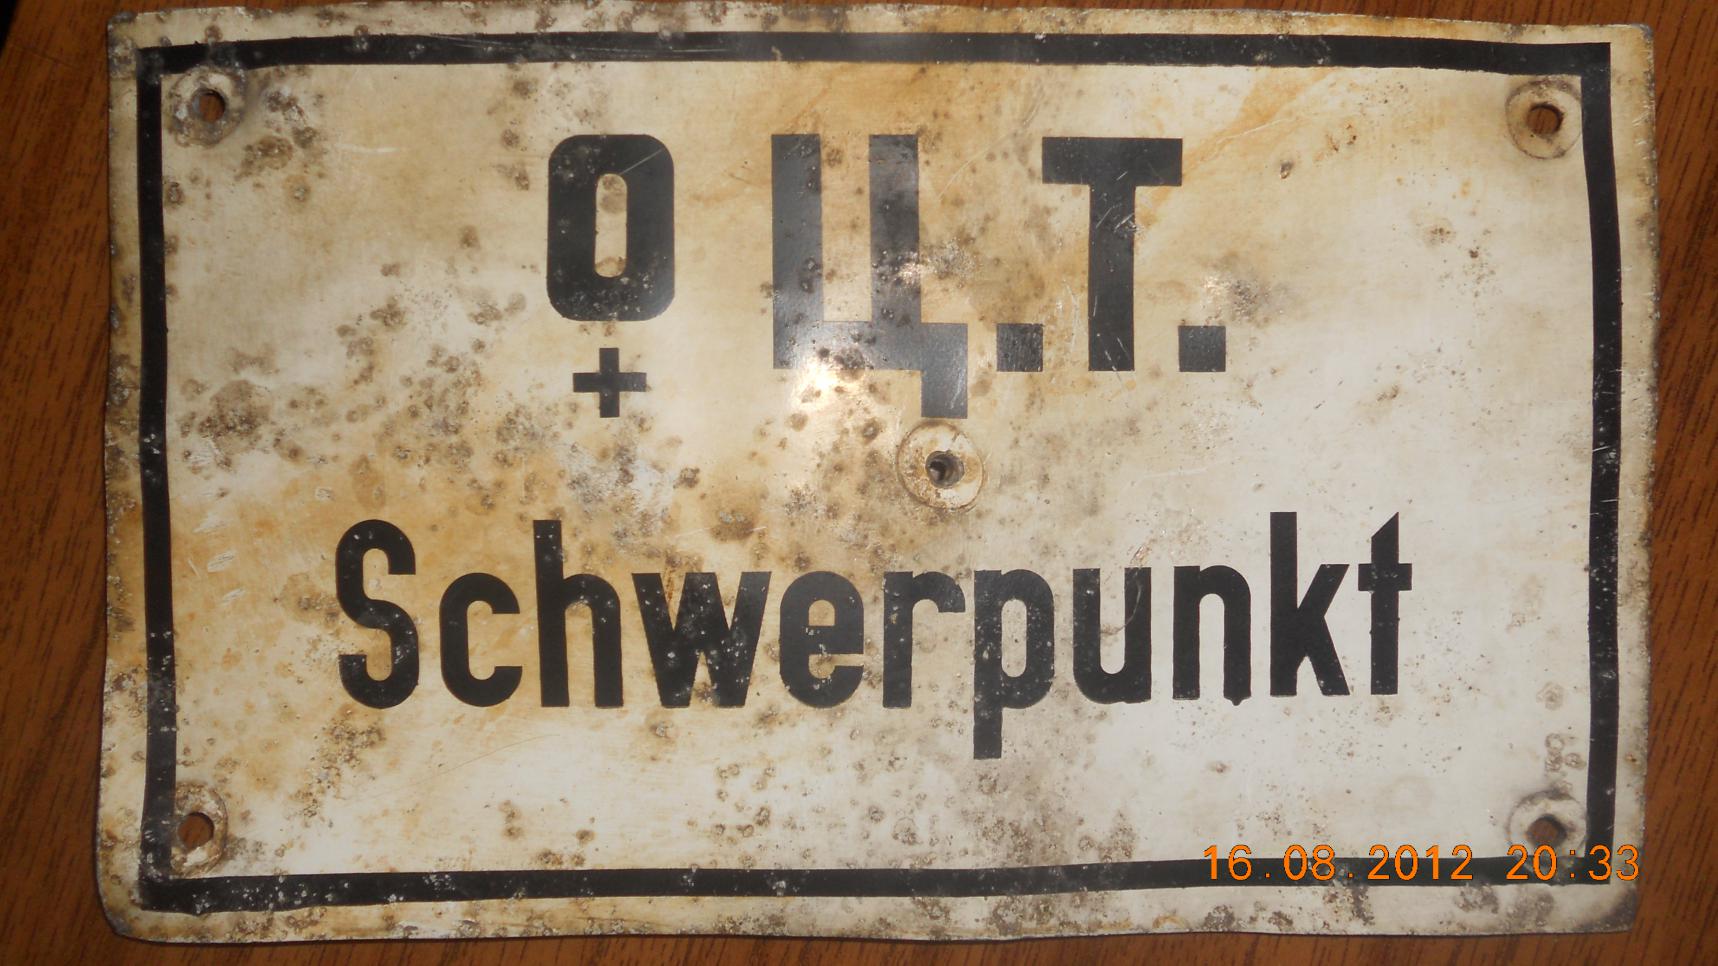 O Ц.Т.
+
Schwerpunkt
16.08.2012 20:33